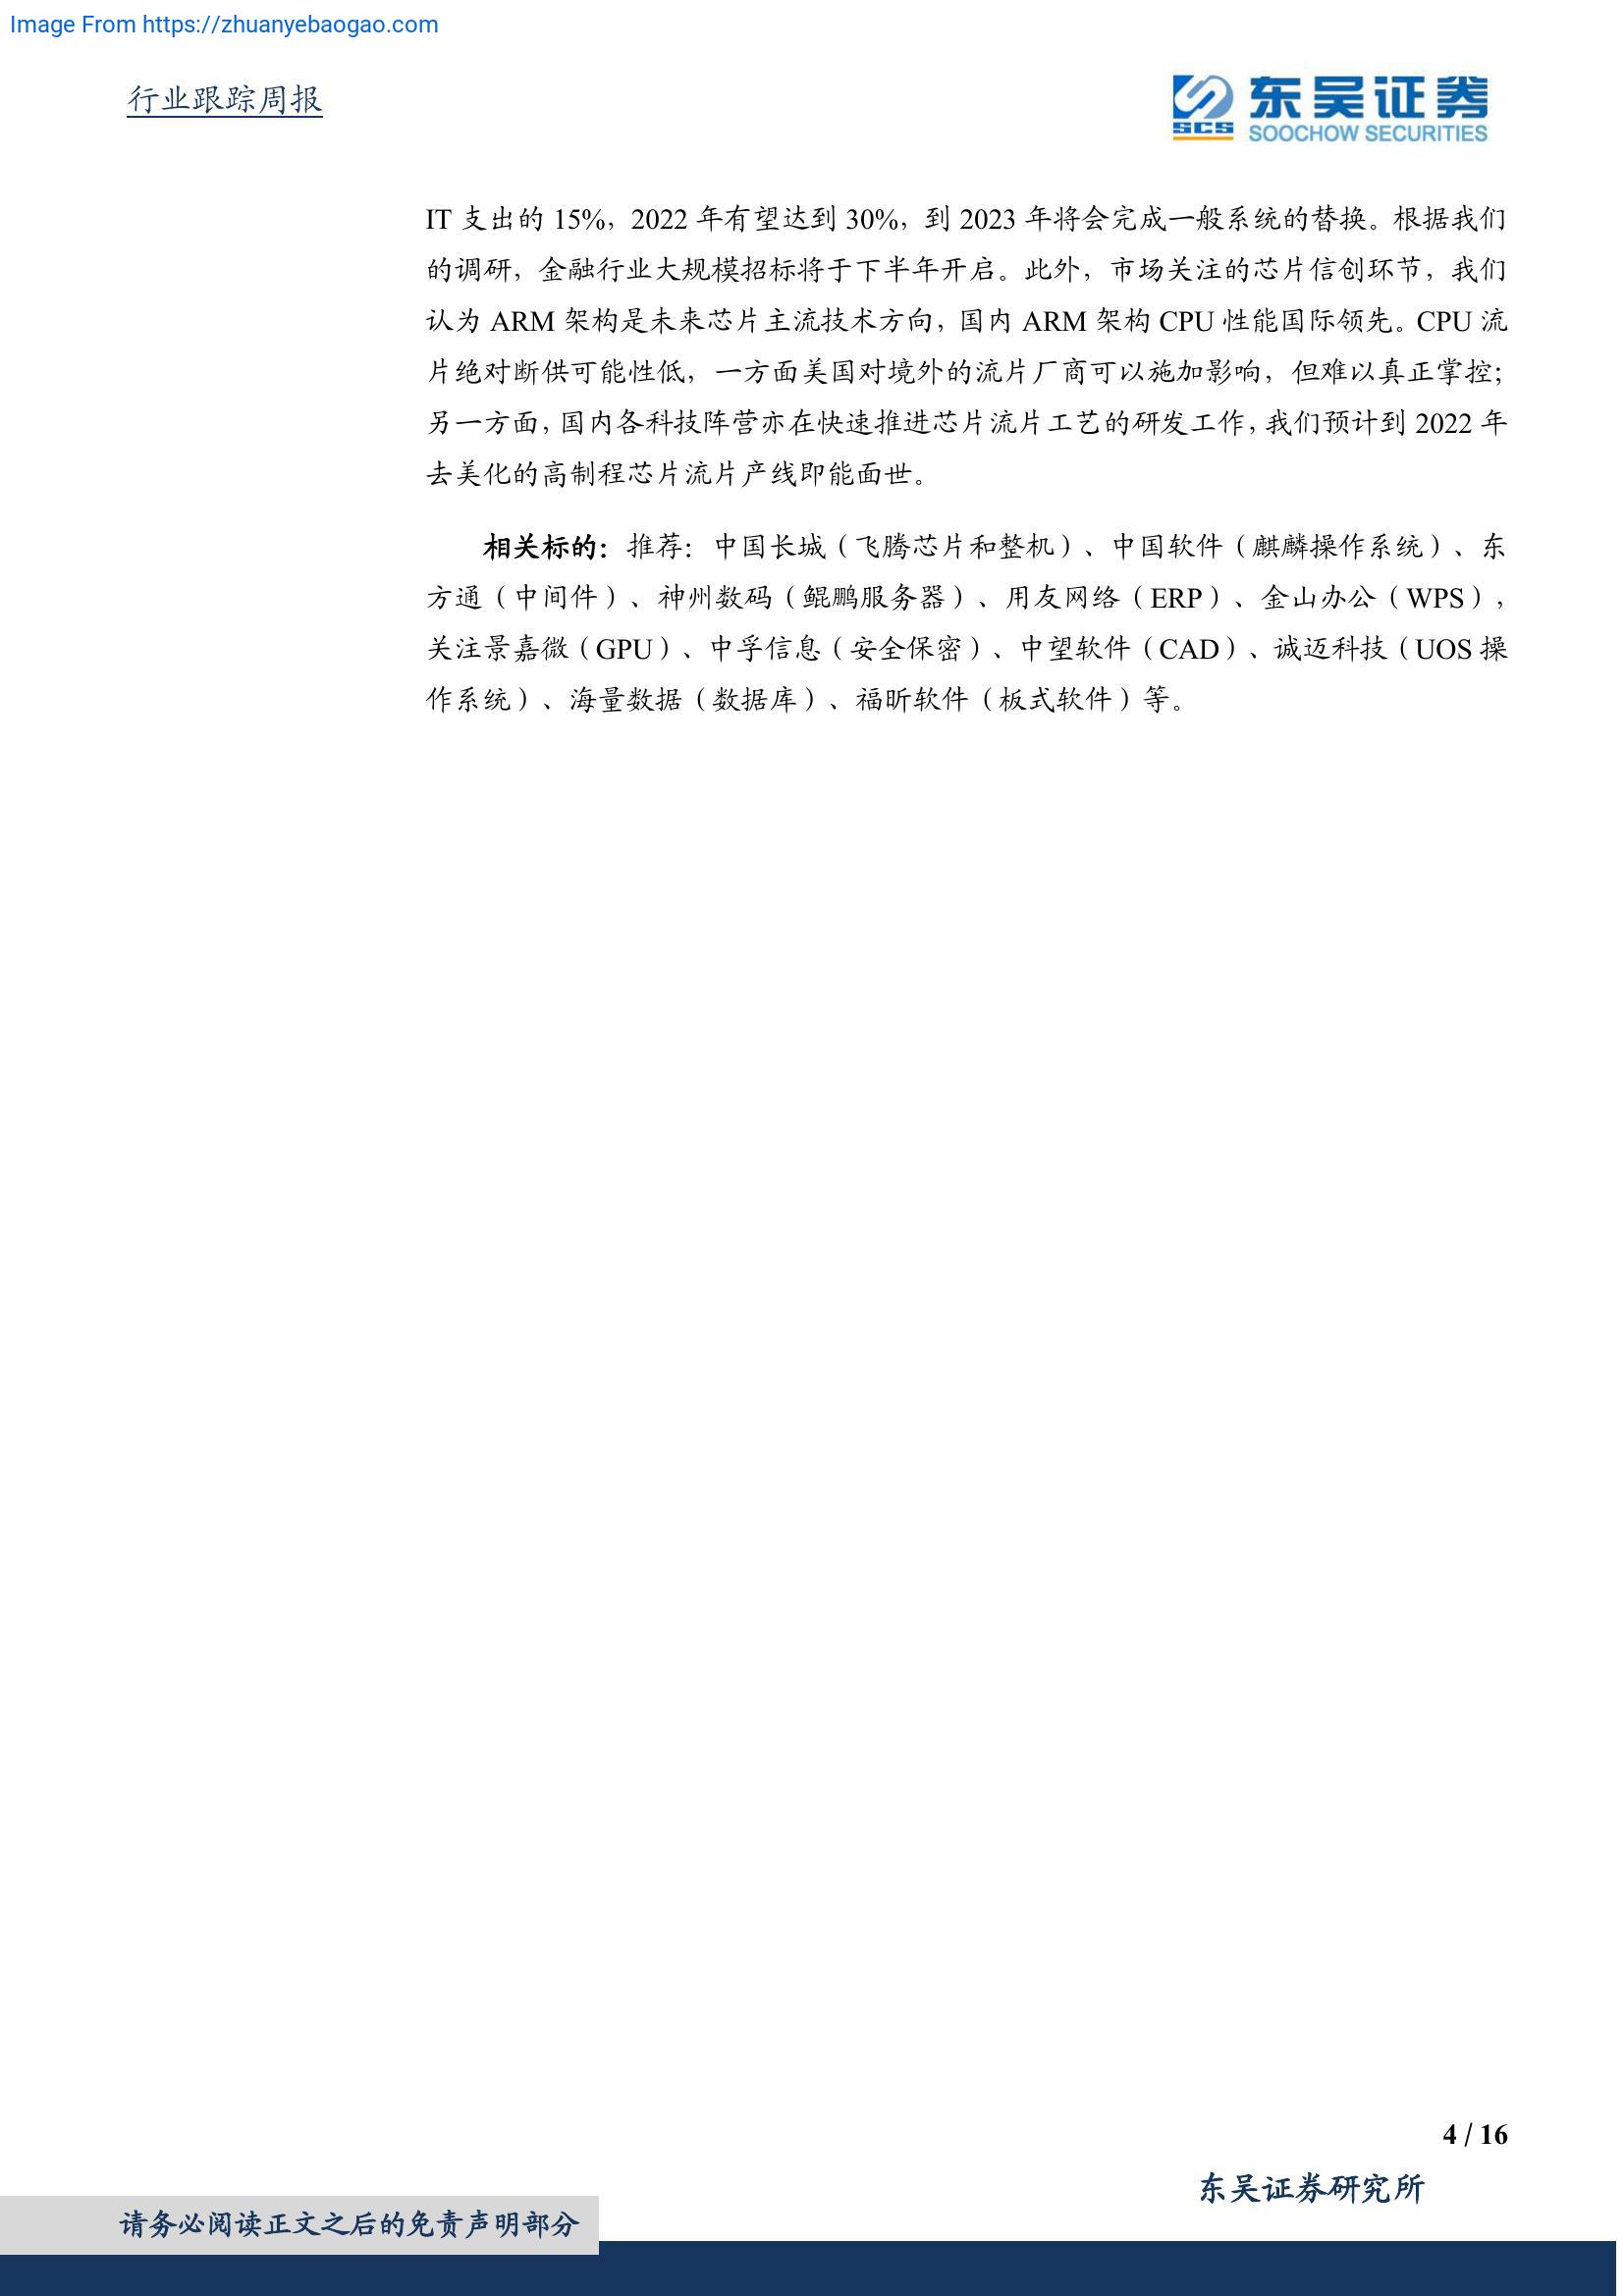 Image From https://zhuanyebaogao.com
行业跟踪周报
SCS
东吴证券
SOOCHOW SECURITIES
IT 支出的 15%，2022 年有望达到 30%，到 2023 年将会完成一般系统的替换。根据我们
的调研，金融行业大规模招标将于下半年开启。此外，市场关注的芯片信创环节，我们
认为 ARM 架构是未来芯片主流技术方向，国内 ARM 架构 CPU 性能国际领先。CPU 流
片绝对断供可能性低，一方面美国对境外的流片厂商可以施加影响，但难以真正掌控；
另一方面，国内各科技阵营亦在快速推进芯片流片工艺的研发工作，我们预计到 2022 年
去美化的高制程芯片流片产线即能面世。
相关标的：推荐：中国长城（飞腾芯片和整机）、中国软件（麒麟操作系统）、东
方通（中间件）、神州数码（鲲鹏服务器）、用友网络（ERP）、金山办公（WPS），
关注景嘉微（GPU）、中孚信息（安全保密）、中望软件（CAD）、诚迈科技（UOS 操
作系统）、海量数据（数据库）、福昕软件（板式软件）等。
4 / 16
东吴证券研究所
请务必阅读正文之后的免责声明部分